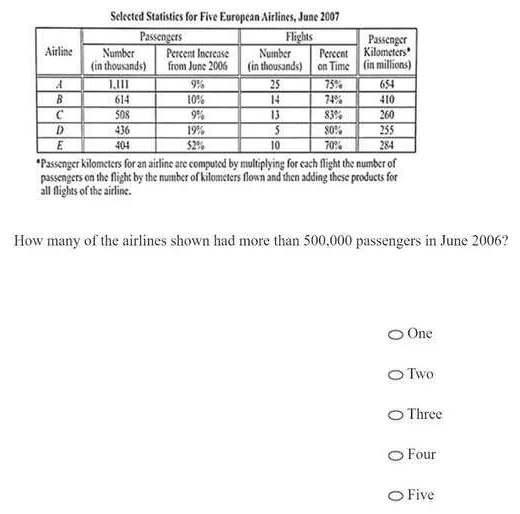 Selected Statistics for Five European Airlines, June 2007
Airline Passengers Flights Passenger Kilometers* (in millions)
Number (in thousands) Percent Increase from June 2006 Number (in thousands) Percent on Time
A 1,111 9% 25 75% 654
B 614 10% 14 74% 410
C 508 9% 13 83% 260
D 436 19% 5 80% 255
E 404 52% 10 70% 284
*Passenger kilometers for an airline are computed by multiplying for each flight the number of
passengers on the flight by the number of kilometers flown and then adding these products for
all flights of the airline.
How many of the airlines shown had more than 500,000 passengers in June 2006?
One
Two
Three
Four
Five